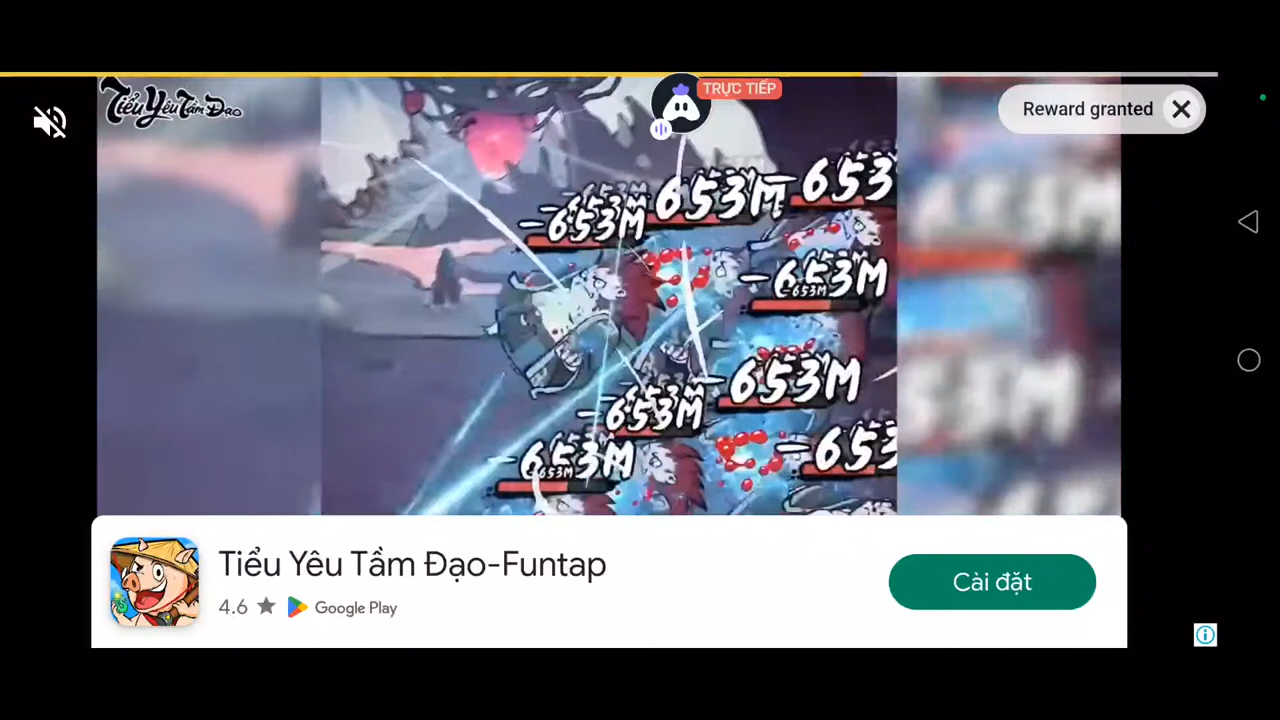 Tiểu Yêu Tầm Đạo
TRỰC TIẾP
Reward granted
-653M
653M
-653
-653M
-653M
653M
-653M
-653M
-653M
-653
Tiểu Yêu Tầm Đạo-Funtap
Cài đặt
4.6 ★ Google Play